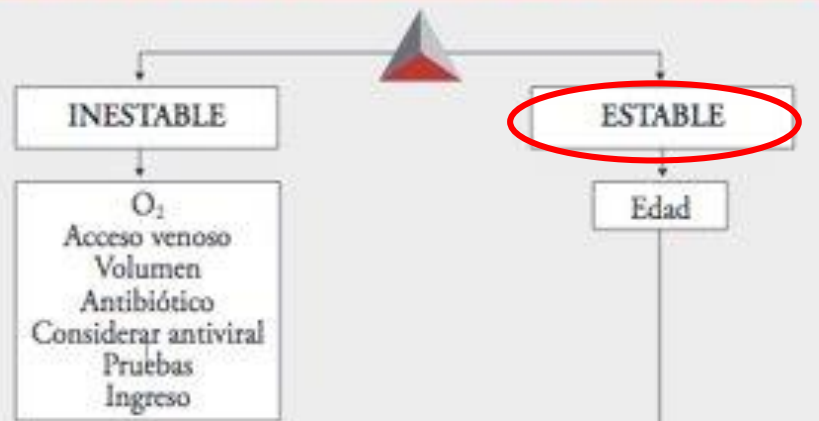 INESTABLE
O₂
Acceso venoso
Volumen
Antibiótico
Considerar antiviral
Pruebas
Ingreso
ESTABLE
Edad